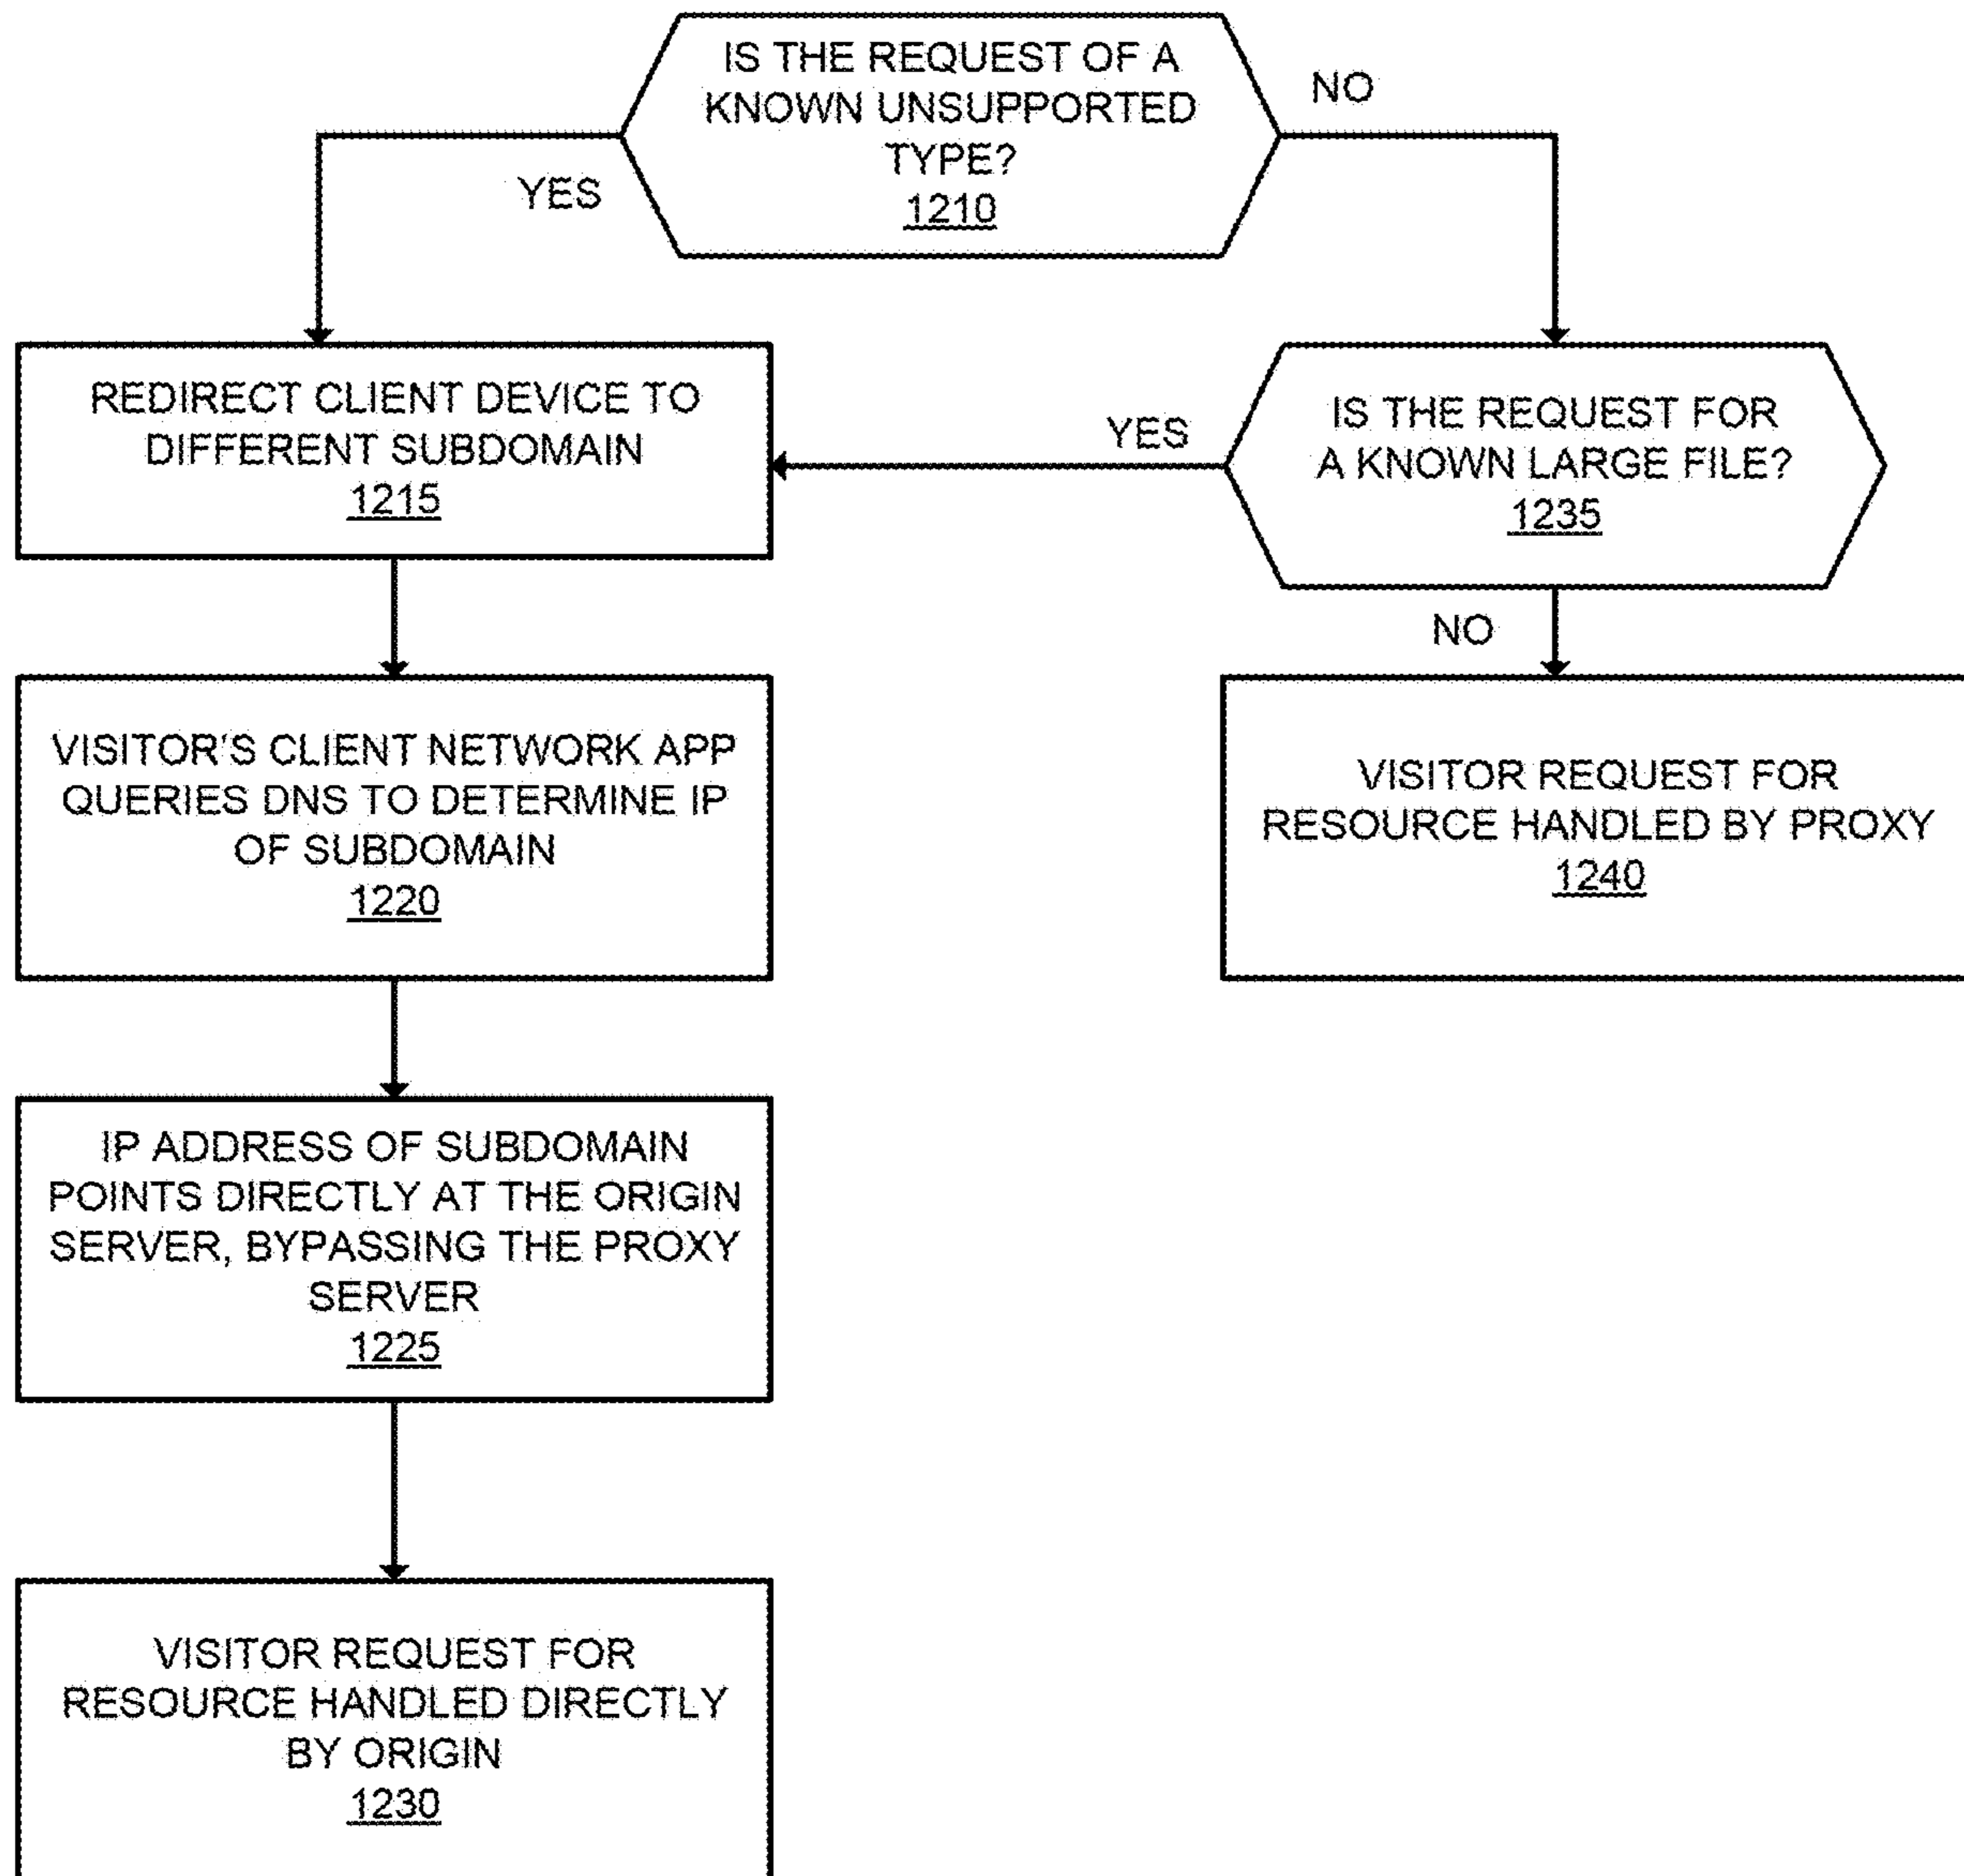 IS THE REQUEST OF A
KNOWN UNSUPPORTED
TYPE?
1210
NO
YES
REDIRECT CLIENT DEVICE TO
DIFFERENT SUBDOMAIN
1215
YES
IS THE REQUEST FOR
A KNOWN LARGE FILE?
1235
NO
VISITOR'S CLIENT NETWORK APP
QUERIES DNS TO DETERMINE IP
OF SUBDOMAIN
1220
VISITOR REQUEST FOR
RESOURCE HANDLED BY PROXY
1240
IP ADDRESS OF SUBDOMAIN
POINTS DIRECTLY AT THE ORIGIN
SERVER, BYPASSING THE PROXY
SERVER
1225
VISITOR REQUEST FOR
RESOURCE HANDLED DIRECTLY
BY ORIGIN
1230